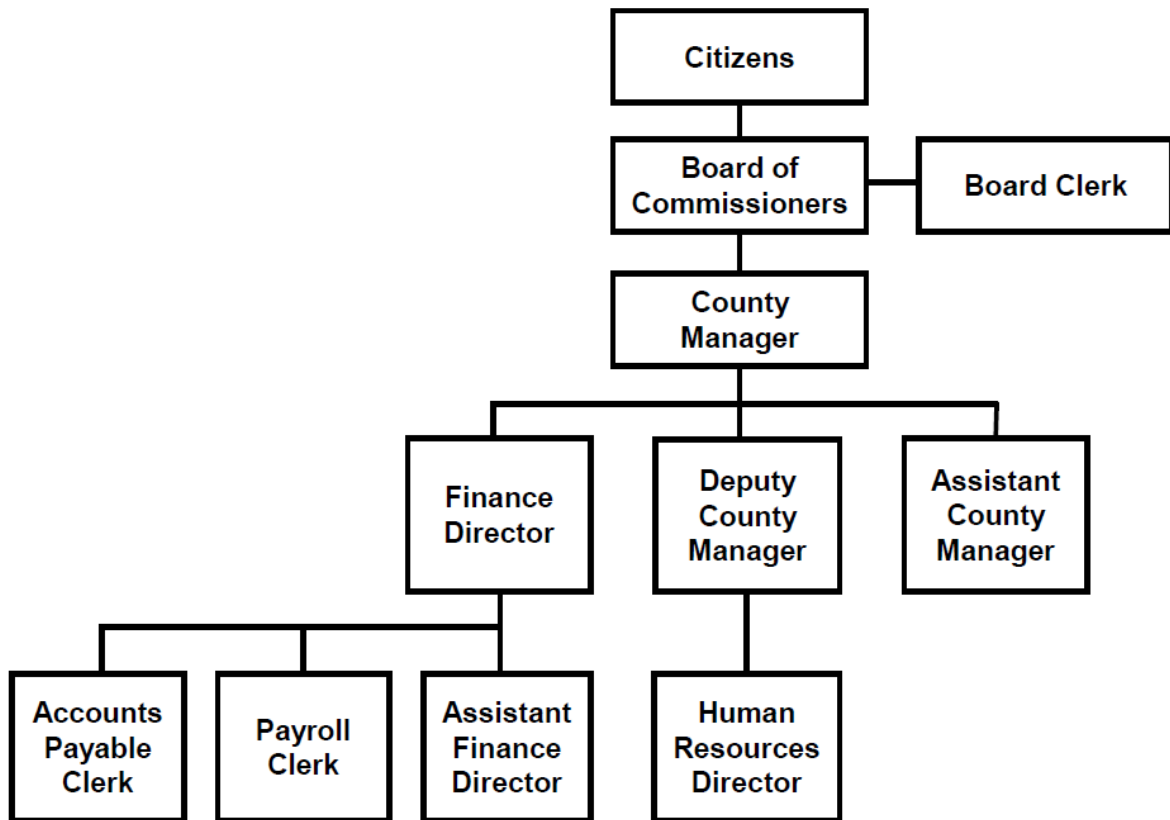 Citizens
Board of
Commissioners
Board Clerk
County
Manager
Finance
Director
Deputy
County
Manager
Assistant
County
Manager
Accounts
Payable
Clerk
Payroll
Clerk
Assistant
Finance
Director
Human
Resources
Director